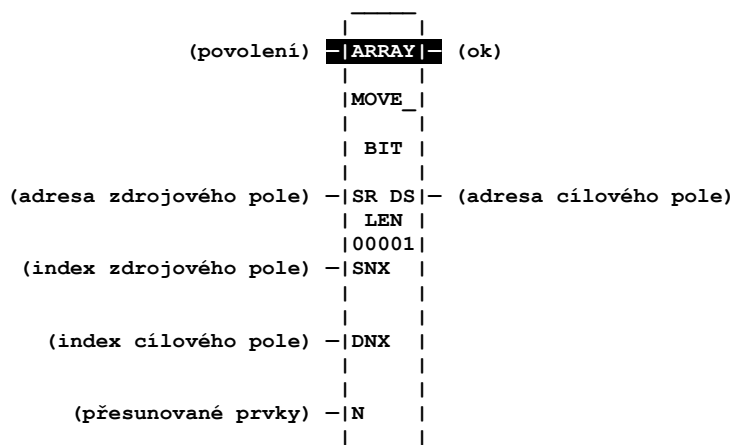 (povolení) ARRAY (ok)
MOVE_
BIT
(adresa zdrojového pole) SR DS (adresa cílového pole)
LEN
00001
(index zdrojového pole) SNX
(index cílového pole) DNX
(přesunované prvky) N